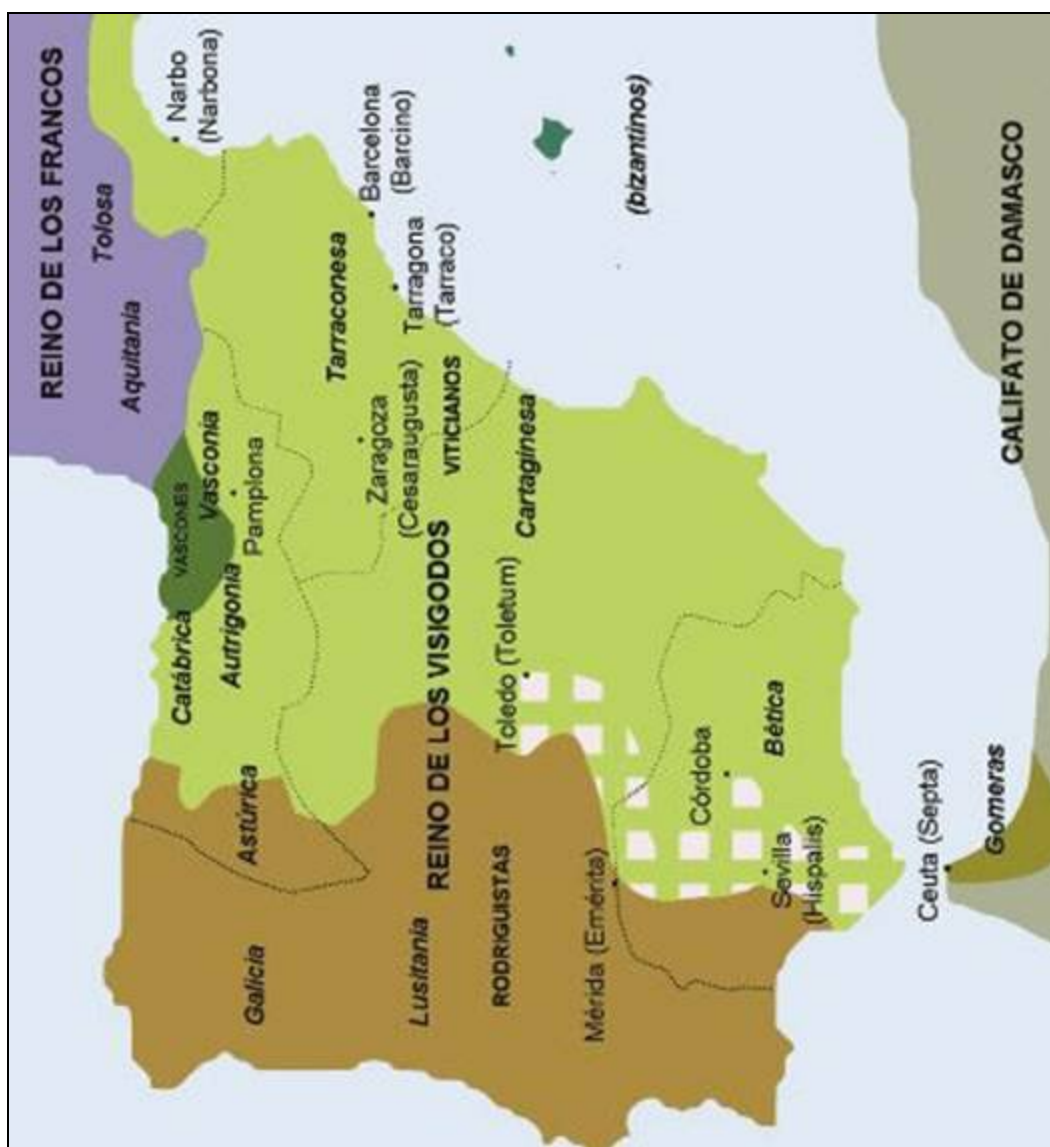 REINO DE LOS FRANCOS
Tolosa
Aquitania
Narbo
(Narbona)
VASCONES
Vasconia
Pamplona
Catábrica
Autrigonia
Astúrica
Galicia
Tarraconesa
Barcelona
(Barcino)
Tarragona
(Tarraco)
Zaragoza
(Cesaraugusta)
VITICIANOS
REINO DE LOS VISIGODOS
Lusitania
RODRIGUISTAS
Toledo (Toletum)
Cartaginesa
(bizantinos)
Mérida (Emérita)
Córdoba
Bética
Sevilla
(Hispalis)
Ceuta (Septa)
Gomeras
CALIFATO DE DAMASCO